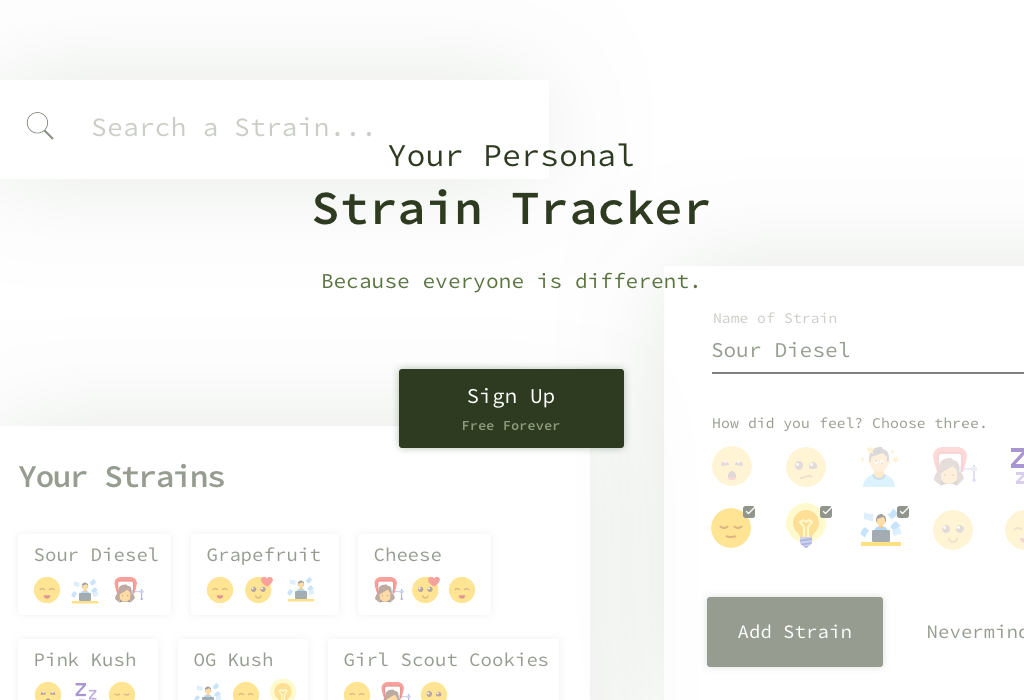 Search a Strain...
Your Personal
Strain Tracker
Because everyone is different.
Sign Up
Free Forever
Your Strains
Sour Diesel
Grapefruit
Cheese
Pink Kush
OG Kush
Girl Scout Cookies
Name of Strain
Sour Diesel
How did you feel? Choose three.
Add Strain
Nevermind